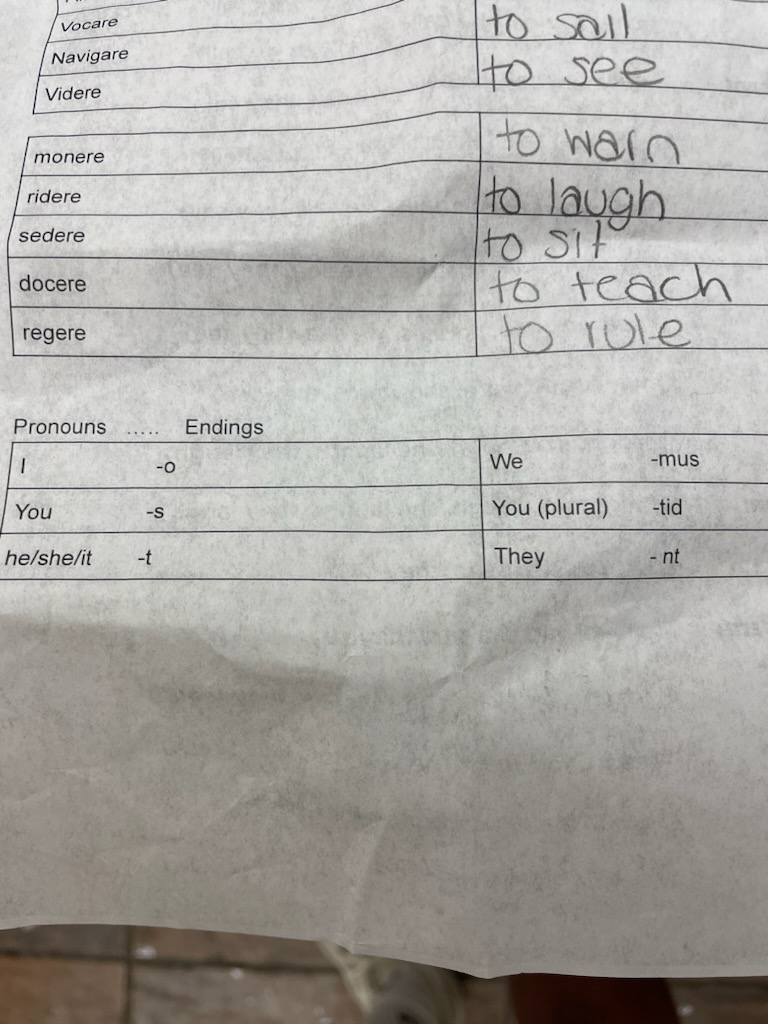 Vocare
Navigare to sail
Videre to see
monere to warn
ridere to laugh
sedere to sit
docere to teach
regere to rule
Pronouns ..... Endings
I -o We -mus
You -s You (plural) -tid
he/she/it -t They - nt